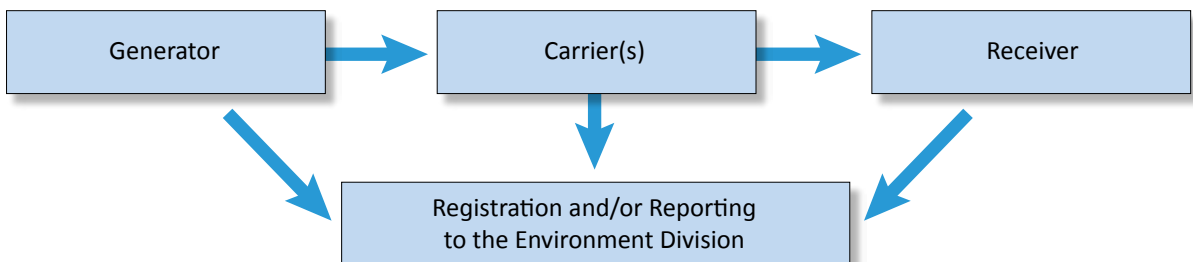 Generator
Carrier(s)
Receiver
Registration and/or Reporting
to the Environment Division